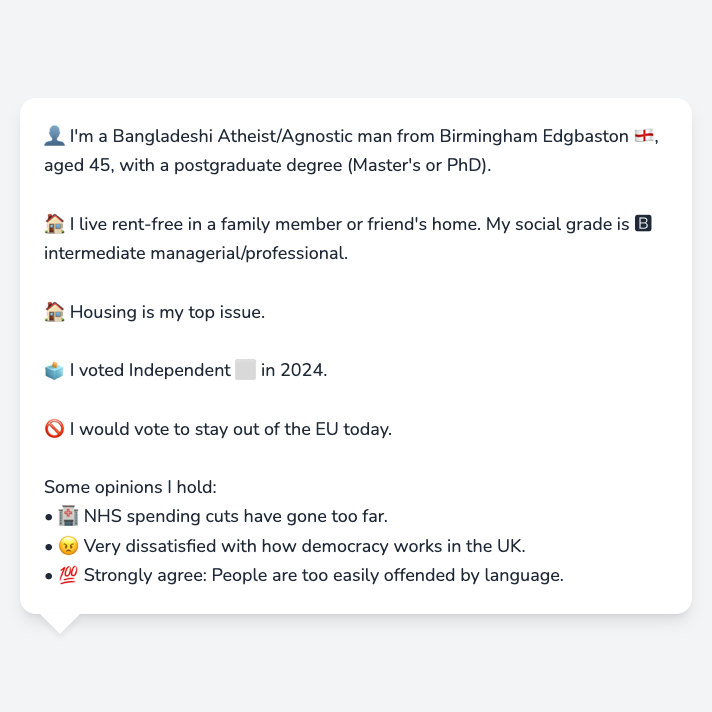 👤 I'm a Bangladeshi Atheist/Agnostic man from Birmingham Edgbaston 🏴󠁧󠁢󠁥󠁮󠁧󠁿,
aged 45, with a postgraduate degree (Master's or PhD).
🏠 I live rent-free in a family member or friend's home. My social grade is 🅱
intermediate managerial/professional.
🏠 Housing is my top issue.
🗳️ I voted Independent ⬜ in 2024.
🚫 I would vote to stay out of the EU today.
Some opinions I hold:
• 🏥 NHS spending cuts have gone too far.
• 😠 Very dissatisfied with how democracy works in the UK.
• 💯 Strongly agree: People are too easily offended by language.